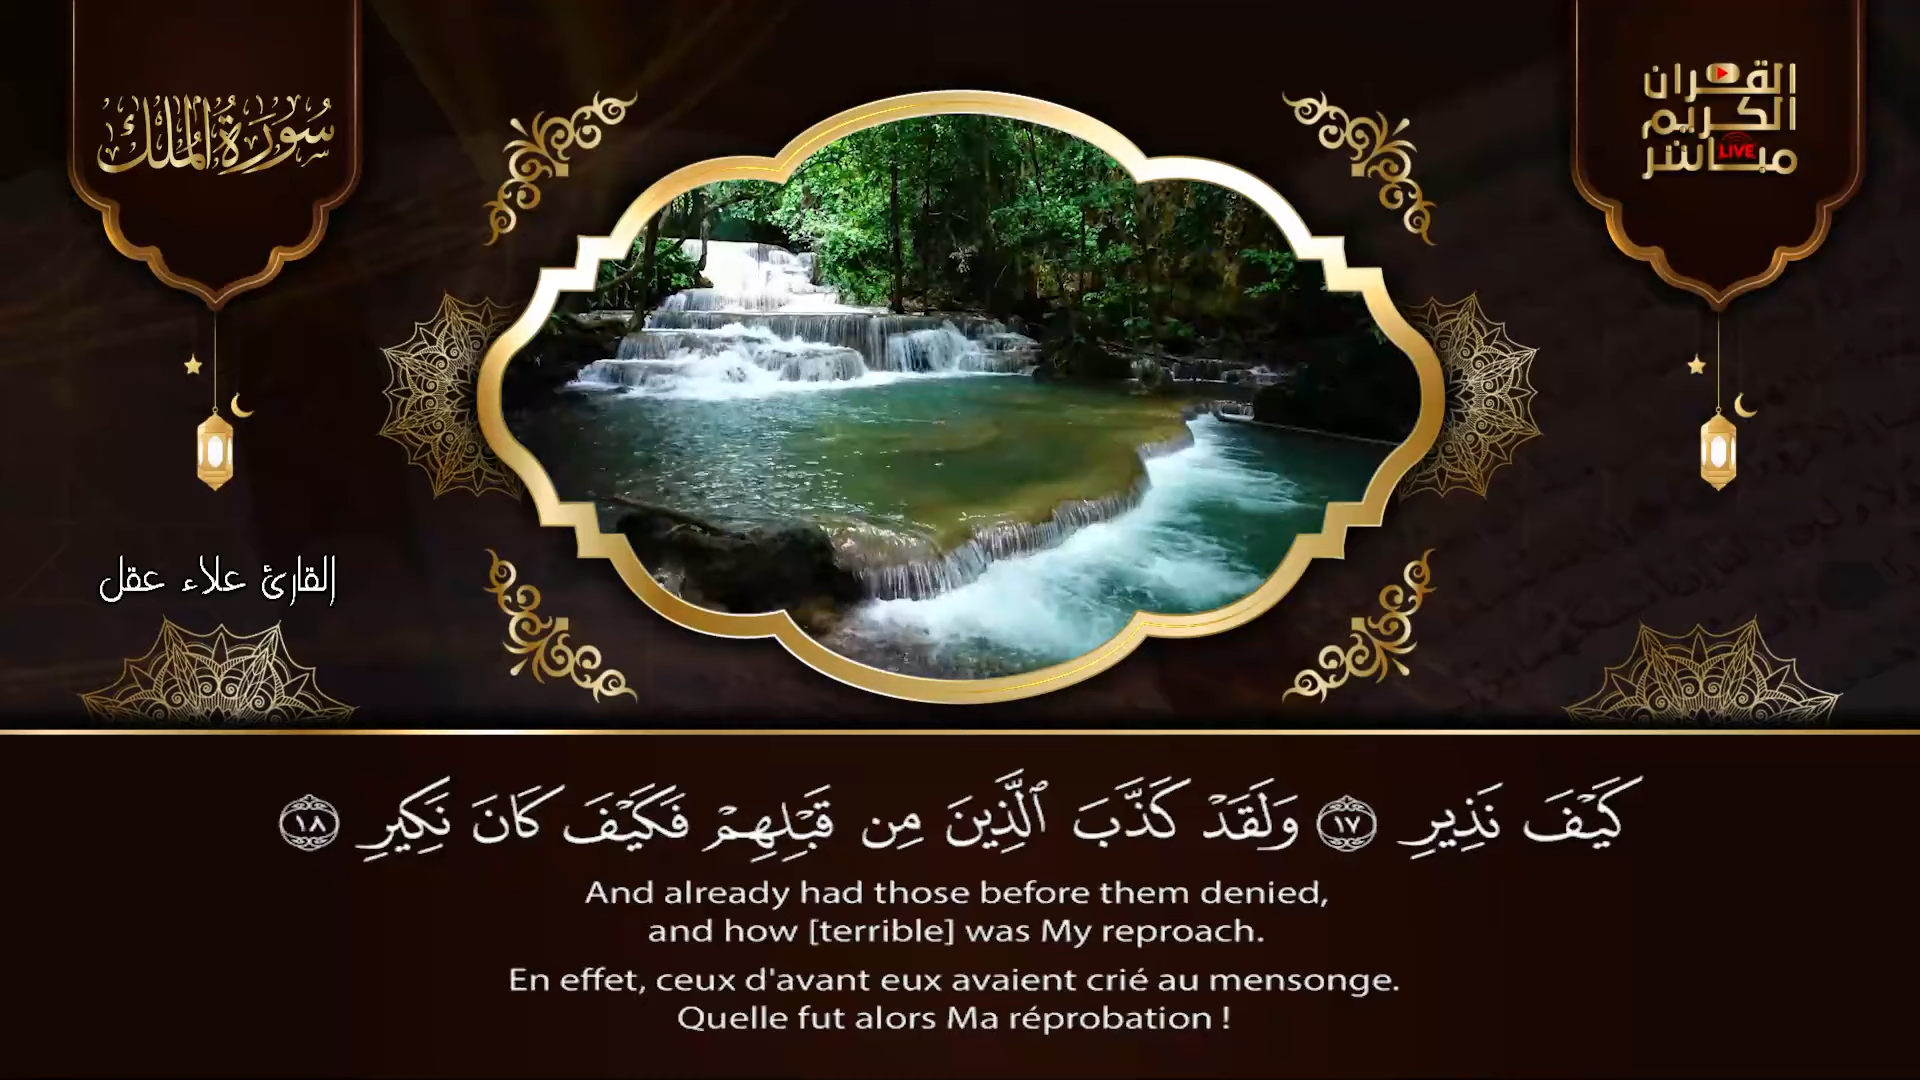 سُورَةُ المُلك
القرآن
الكريم
مباشر
LIVE
القارئ علاء عقل
كَيْفَ نَذِيرِ ۝١٧ وَلَقَدْ كَذَّبَ ٱلَّذِينَ مِن قَبْلِهِمْ فَكَيْفَ كَانَ نَكِيرِ ۝١٨
And already had those before them denied,
and how [terrible] was My reproach.
En effet, ceux d'avant eux avaient crié au mensonge.
Quelle fut alors Ma réprobation !